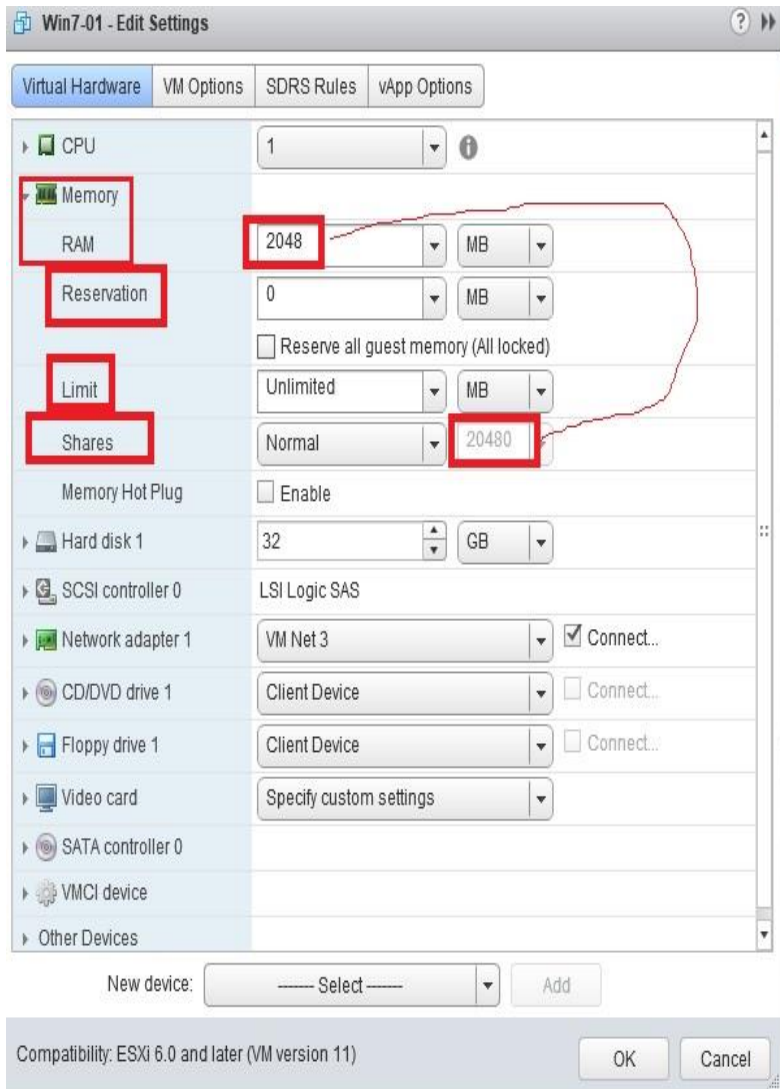 Win7-01 - Edit Settings
Virtual Hardware VM Options SDRS Rules vApp Options
CPU 1
Memory
RAM 2048 MB
Reservation 0 MB
Reserve all guest memory (All locked)
Limit Unlimited MB
Shares Normal 20480
Memory Hot Plug Enable
Hard disk 1 32 GB
SCSI controller 0 LSI Logic SAS
Network adapter 1 VM Net 3 Connect...
CD/DVD drive 1 Client Device Connect...
Floppy drive 1 Client Device Connect...
Video card Specify custom settings
SATA controller 0
VMCI device
Other Devices
New device: ------- Select ------- Add
Compatibility: ESXi 6.0 and later (VM version 11) OK Cancel